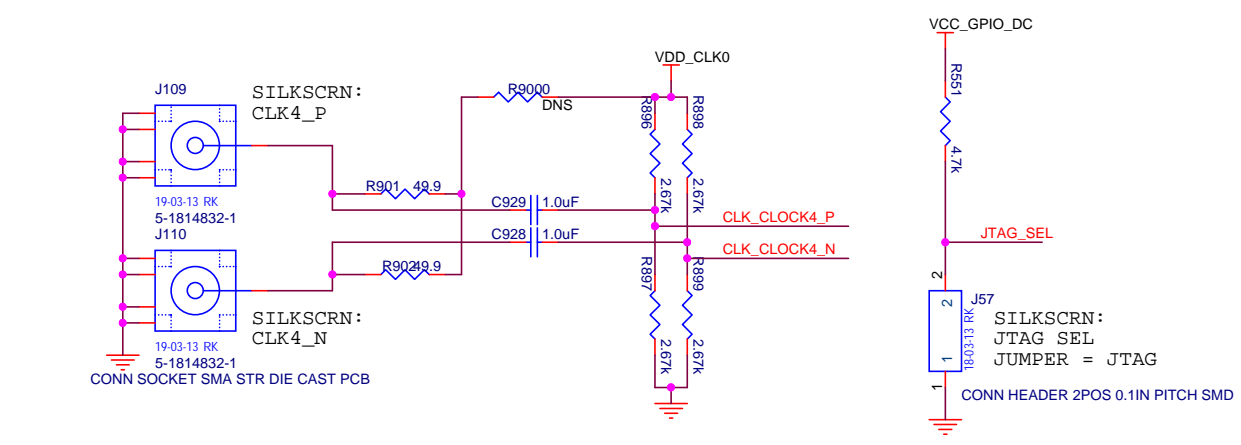 VCC_GPIO_DC
VDD_CLK0
J109
SILKSCRN:
CLK4_P
R9000
DNS
R896
R898
R551
4.7k
R901
49.9
19-03-13 RK
5-1814832-1
2.67k
2.67k
C929
1.0uF
CLK_CLOCK4_P
J110
C928
1.0uF
CLK_CLOCK4_N
JTAG_SEL
R902
49.9
R897
R899
2
J57
2
SILKSCRN:
CLK4_N
SILKSCRN:
JTAG SEL
JUMPER = JTAG
18-03-13 RK
19-03-13 RK
5-1814832-1
2.67k
2.67k
1
1
CONN SOCKET SMA STR DIE CAST PCB
CONN HEADER 2POS 0.1IN PITCH SMD